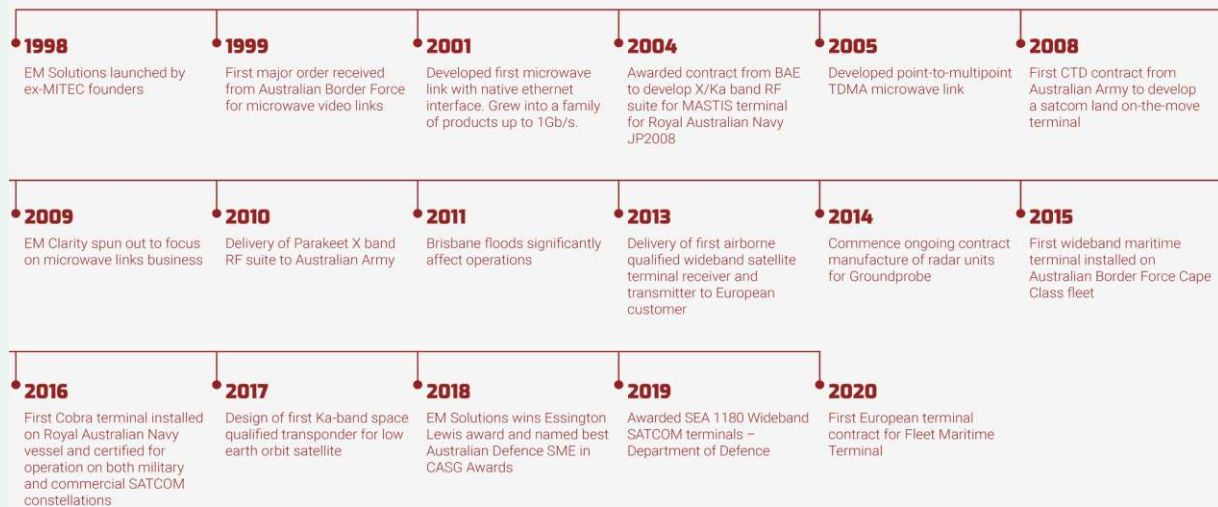 1998
EM Solutions launched by
ex-MITEC founders
1999
First major order received
from Australian Border Force
for microwave video links
2001
Developed first microwave
link with native ethernet
interface. Grew into a family
of products up to 1Gb/s.
2004
Awarded contract from BAE
to develop X/Ka band RF
suite for MASTIS terminal
for Royal Australian Navy
JP2008
2005
Developed point-to-multipoint
TDMA microwave link
2008
First CTD contract from
Australian Army to develop
a satcom land on-the-move
terminal
2009
EM Clarity spun out to focus
on microwave links business
2010
Delivery of Parakeet X band
RF suite to Australian Army
2011
Brisbane floods significantly
affect operations
2013
Delivery of first airborne
qualified wideband satellite
terminal receiver and
transmitter to European
customer
2014
Commence ongoing contract
manufacture of radar units
for Groundprobe
2015
First wideband maritime
terminal installed on
Australian Border Force Cape
Class fleet
2016
First Cobra terminal installed
on Royal Australian Navy
vessel and certified for
operation on both military
and commercial SATCOM
constellations
2017
Design of first Ka-band space
qualified transponder for low
earth orbit satellite
2018
EM Solutions wins Essington
Lewis award and named best
Australian Defence SME in
CASG Awards
2019
Awarded SEA 1180 Wideband
SATCOM terminals –
Department of Defence
2020
First European terminal
contract for Fleet Maritime
Terminal